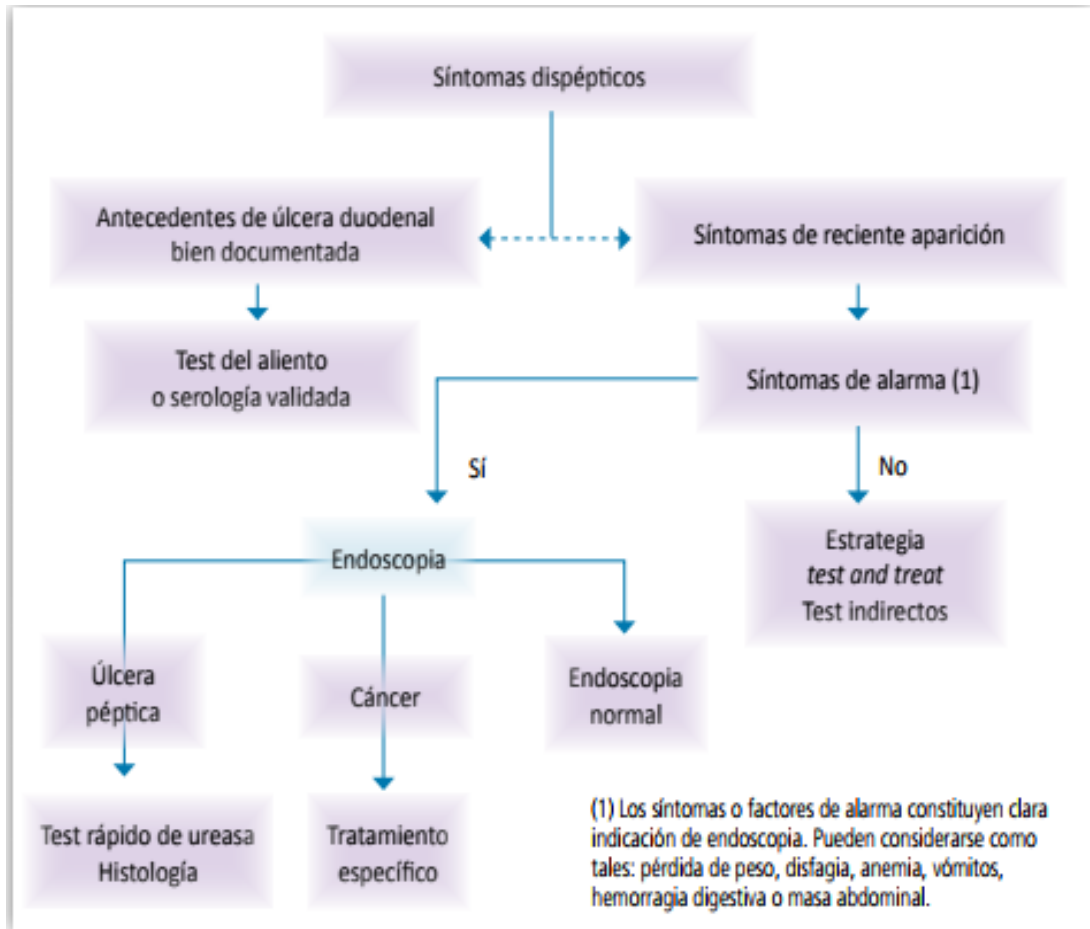 Síntomas dispépticos
Antecedentes de úlcera duodenal
bien documentada
Síntomas de reciente aparición
Test del aliento
o serología validada
Síntomas de alarma (1)
Sí
No
Endoscopia
Estrategia
test and treat
Test indirectos
Úlcera
péptica
Cáncer
Endoscopia
normal
Test rápido de ureasa
Histología
Tratamiento
específico
(1) Los síntomas o factores de alarma constituyen clara
indicación de endoscopia. Pueden considerarse como
tales: pérdida de peso, disfagia, anemia, vómitos,
hemorragia digestiva o masa abdominal.